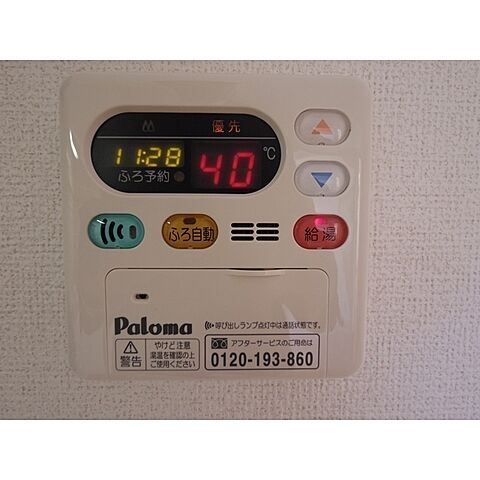 優先
11:28 40 ℃
ふろ予約
ふろ自動 給湯
Paloma
呼び出しランプ点灯中は通話状態です。
警告
やけど注意
湯温を確認の上
ご使用ください
アフターサービスのご用命は
0120-193-860